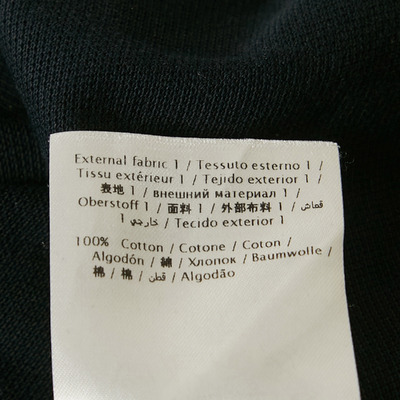 External fabric 1 / Tessuto esterno 1 /
Tissu extérieur 1 / Tejido exterior 1 /
表地 1 / внешний материал 1 /
Oberstoff 1 / 面料 1 / 外部布料 1 / قماش
خارجي 1 / Tecido exterior 1
100% Cotton / Cotone / Coton /
Algodón / 綿 / Хлопок / Baumwolle /
棉 / 棉 / قطن / Algodão